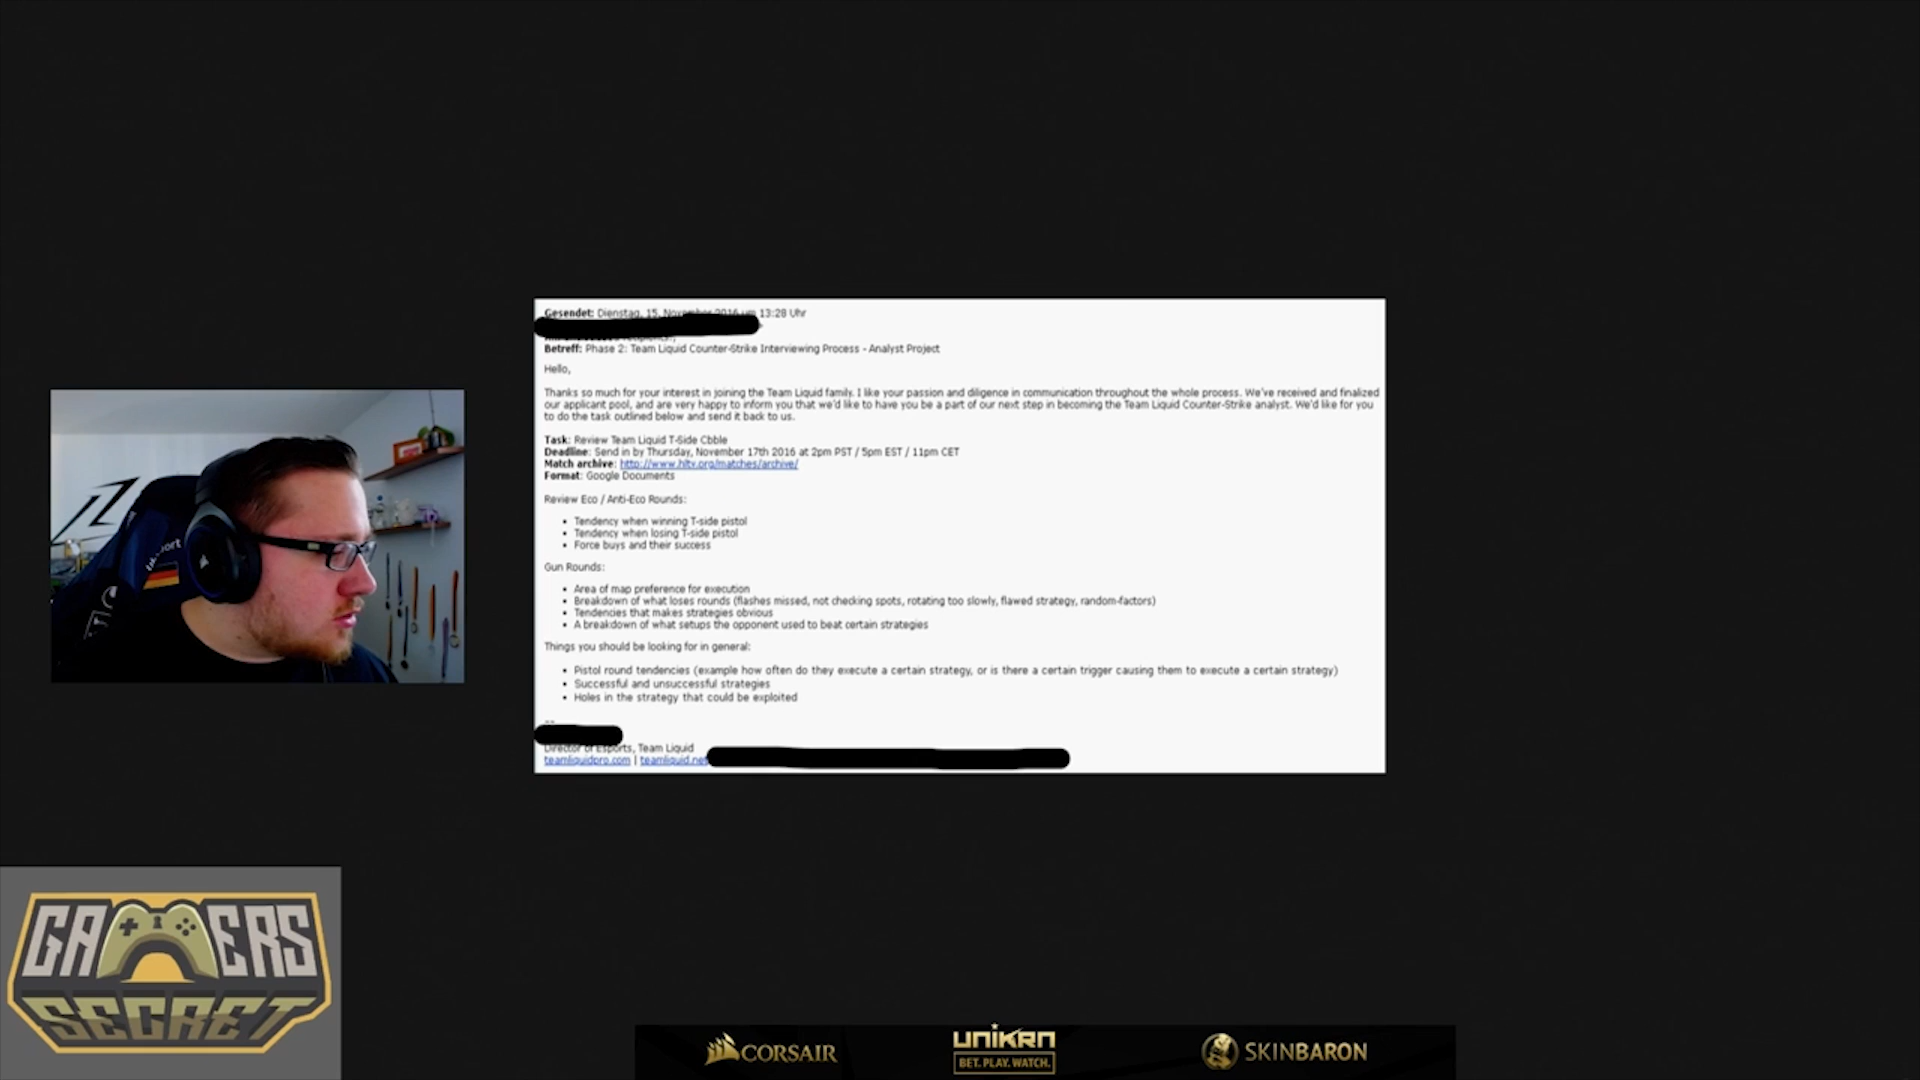 Gesendet: Dienstag, 15. November 2016 um 13:28 Uhr
Betreff: Phase 2: Team Liquid Counter-Strike Interviewing Process - Analyst Project
Hello,
Thanks so much for your interest in joining the Team Liquid family. I like your passion and diligence in communication throughout the whole process. We've received and finalized
our applicant pool, and are very happy to inform you that we'd like to have you be a part of our next step in becoming the Team Liquid Counter-Strike analyst. We'd like for you
to do the task outlined below and send it back to us.
Task: Review Team Liquid T-Side Cbble
Deadline: Send in by Thursday, November 17th 2016 at 2pm PST / 5pm EST / 11pm CET
Match archive: http://www.hltv.org/matches/archive/
Format: Google Documents
Review Eco / Anti-Eco Rounds:
• Tendency when winning T-side pistol
• Tendency when losing T-side pistol
• Force buys and their success
Gun Rounds:
• Area of map preference for execution
• Breakdown of what loses rounds (flashes missed, not checking spots, rotating too slowly, flawed strategy, random-factors)
• Tendencies that makes strategies obvious
• A breakdown of what setups the opponent used to beat certain strategies
Things you should be looking for in general:
• Pistol round tendencies (example how often do they execute a certain strategy, or is there a certain trigger causing them to execute a certain strategy)
• Successful and unsuccessful strategies
• Holes in the strategy that could be exploited
--
Director of Esports, Team Liquid
teamliquidpro.com | teamliquid.net
GAMERS
SECRET
CORSAIR
UNIKRN
BET. PLAY. WATCH.
SKINBARON